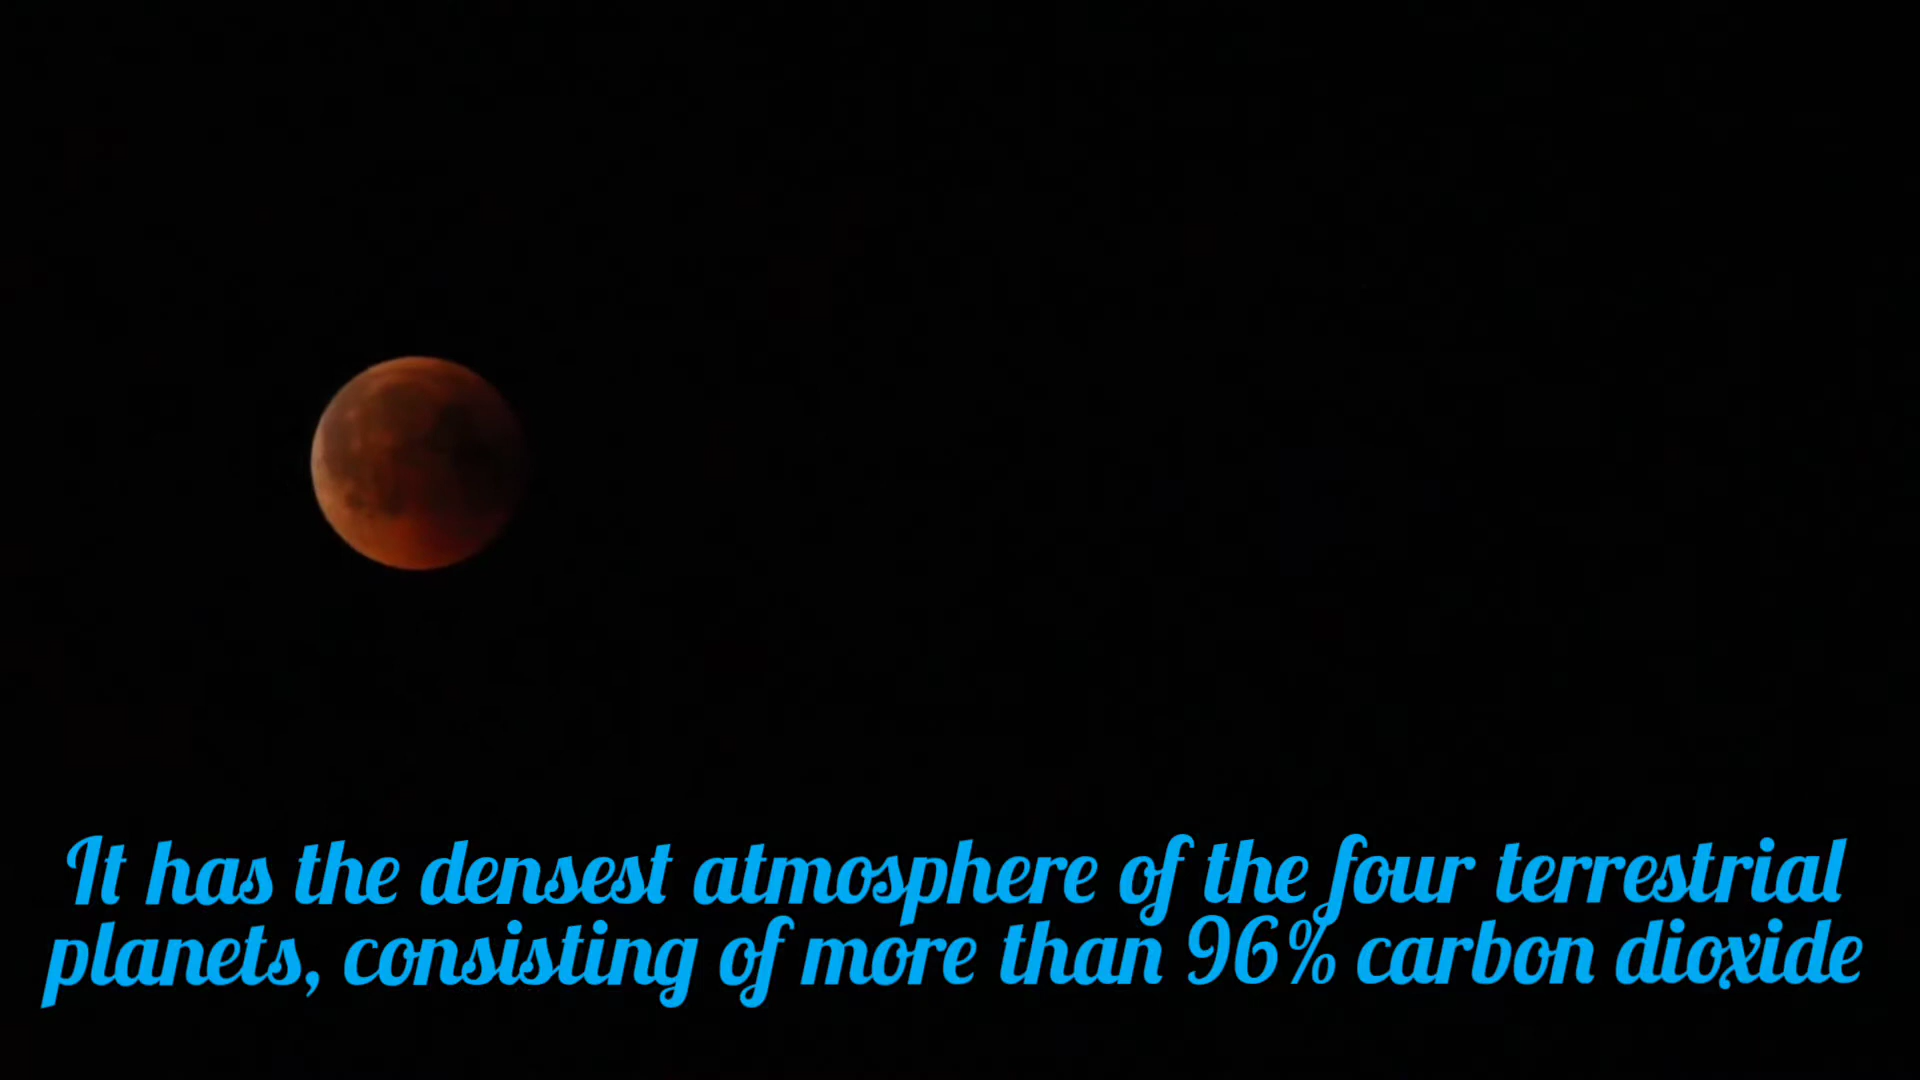 It has the densest atmosphere of the four terrestrial
planets, consisting of more than 96% carbon dioxide